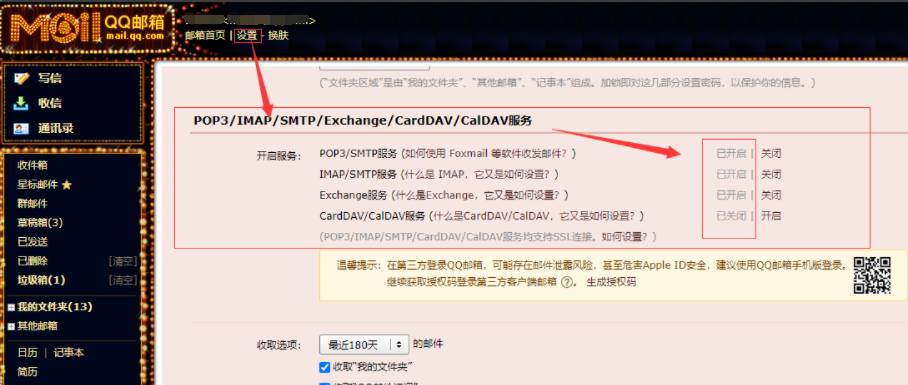 MOil QQ邮箱
mail.qq.com
邮箱首页 | 设置 - 换肤
写信
收信
通讯录
收件箱
星标邮件
群邮件
草稿箱(3)
已发送
已删除 [清空]
垃圾箱(1) [清空]
我的文件夹(13)
其他邮箱
日历 | 记事本
简历
("文件夹区域"是由"我的文件夹"、"其他邮箱"、"记事本"组成。加锁即对这几部分设置密码，以保护你的信息。)
POP3/IMAP/SMTP/Exchange/CardDAV/CalDAV服务
开启服务: POP3/SMTP服务 (如何使用 Foxmail 等软件收发邮件？) 已开启 | 关闭
IMAP/SMTP服务 (什么是 IMAP，它又是如何设置？) 已开启 | 关闭
Exchange服务 (什么是Exchange，它又是如何设置？) 已开启 | 关闭
CardDAV/CalDAV服务 (什么是CardDAV/CalDAV，它又是如何设置？) 已关闭 | 开启
(POP3/IMAP/SMTP/CardDAV/CalDAV服务均支持SSL连接。如何设置？)
温馨提示: 在第三方登录QQ邮箱，可能存在邮件泄露风险，甚至危害Apple ID安全，建议使用QQ邮箱手机版登录。
继续获取授权码登录第三方客户端邮箱 ? 。 生成授权码
收取选项: 最近180天 的邮件
收取"我的文件夹"